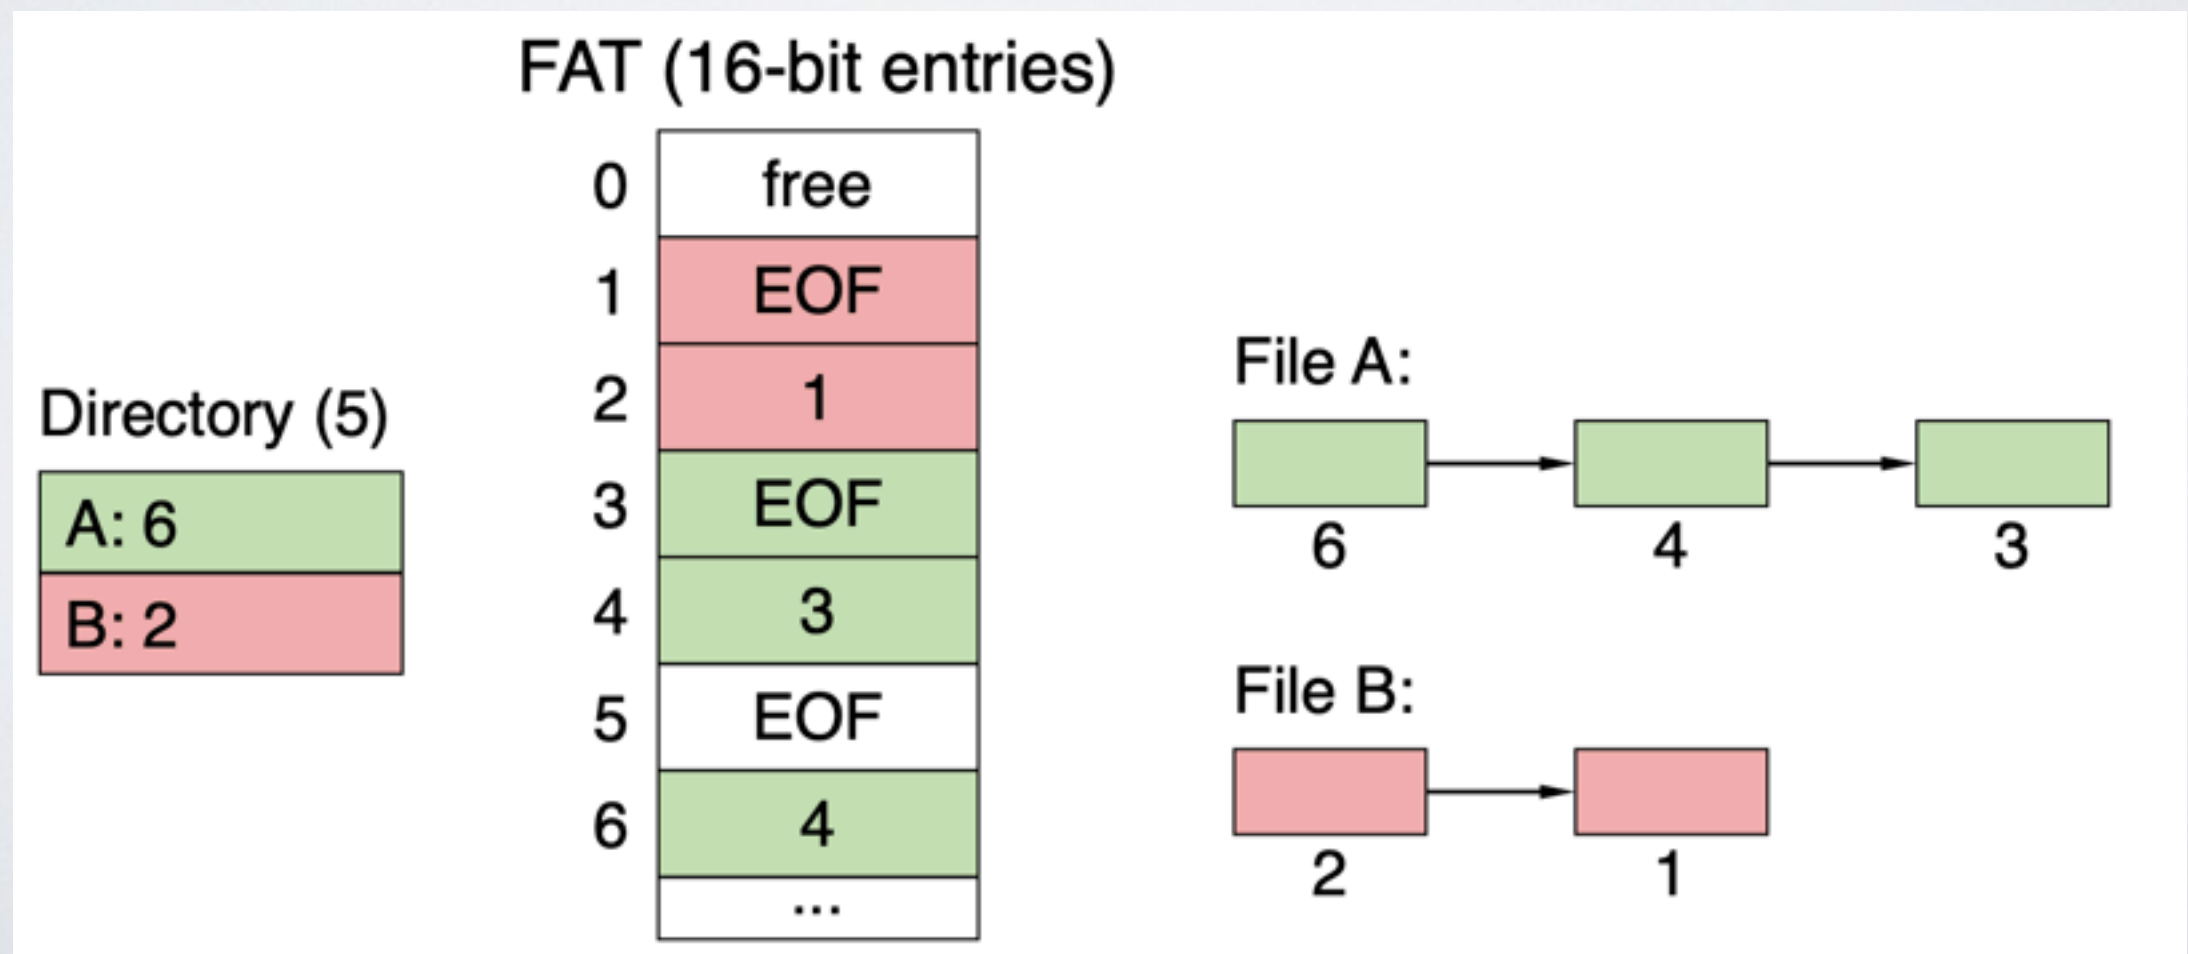 FAT (16-bit entries)
0 free
1 EOF
2 1
3 EOF
4 3
5 EOF
6 4
...
Directory (5)
A: 6
B: 2
File A:
6 4 3
File B:
2 1